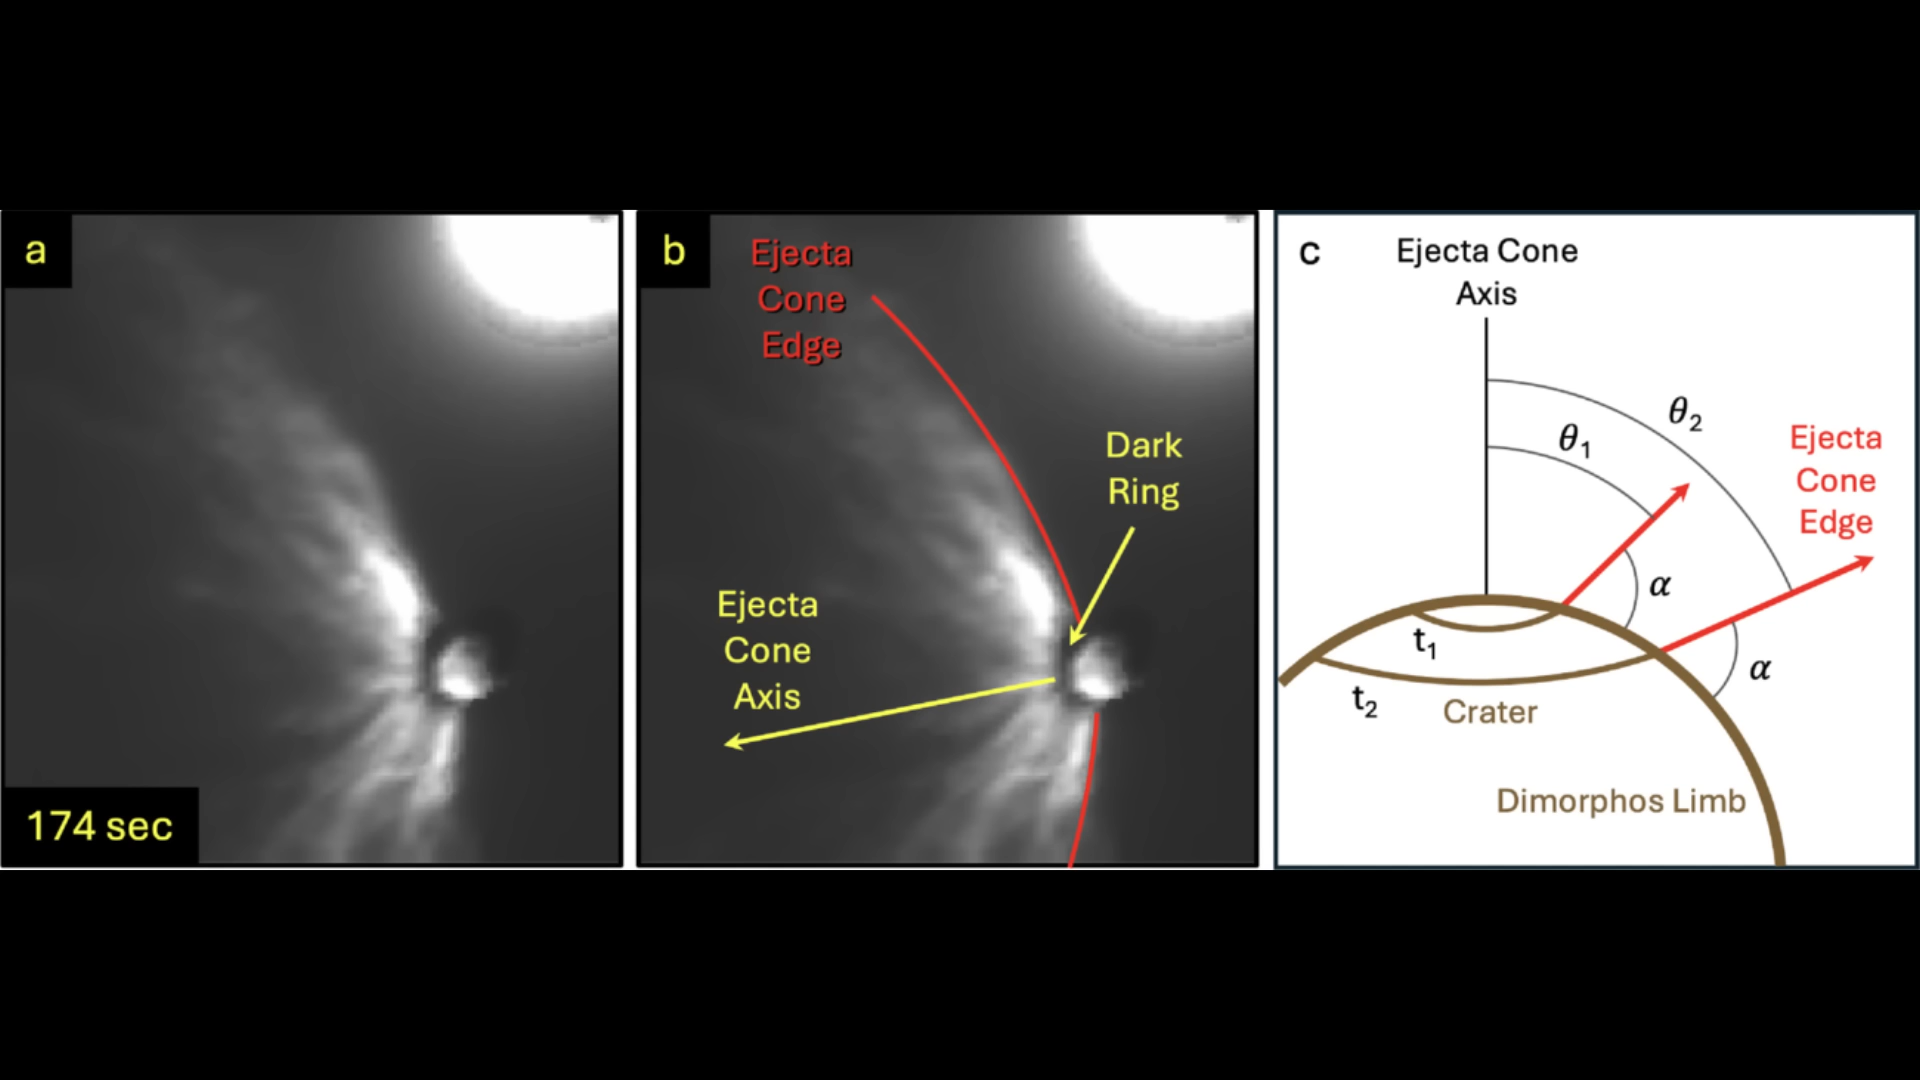 a
174 sec
b
Ejecta
Cone
Edge
Dark
Ring
Ejecta
Cone
Axis
c
Ejecta Cone
Axis
θ₂
θ₁
Ejecta
Cone
Edge
α
t₁
α
t₂
Crater
Dimorphos Limb